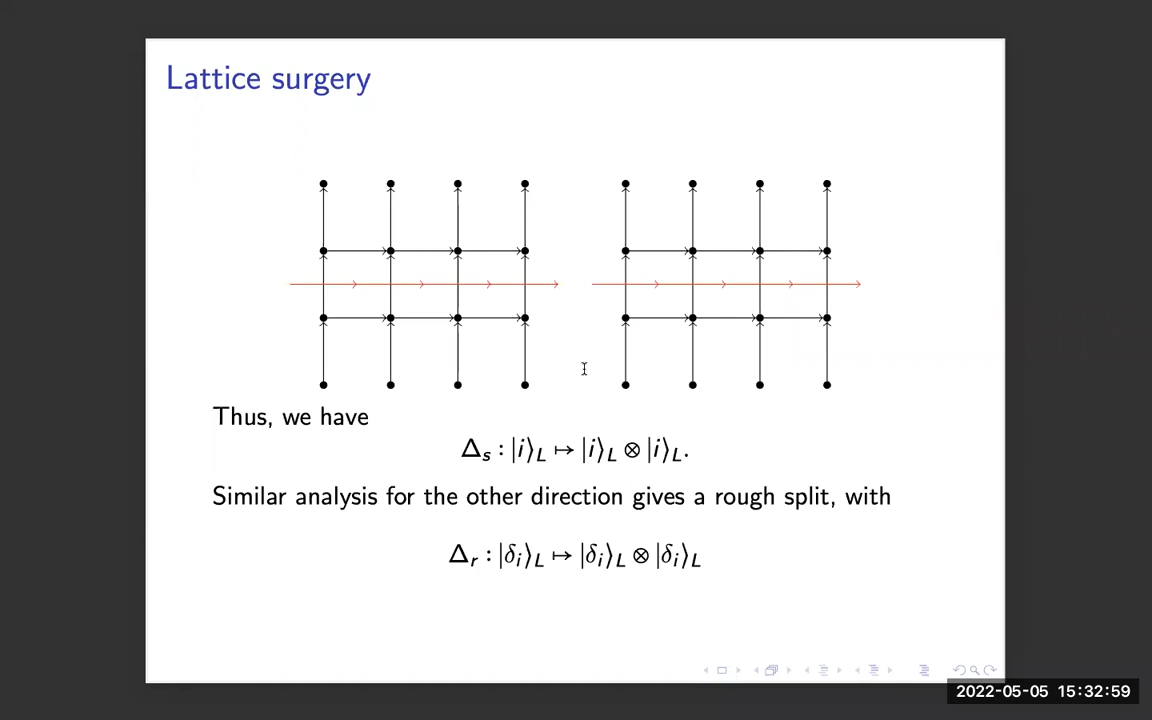 Lattice surgery
Thus, we have
Δ_s : |i⟩_L ↦ |i⟩_L ⊗ |i⟩_L.
Similar analysis for the other direction gives a rough split, with
Δ_r : |δ_i⟩_L ↦ |δ_i⟩_L ⊗ |δ_i⟩_L
2022-05-05 15:32:59